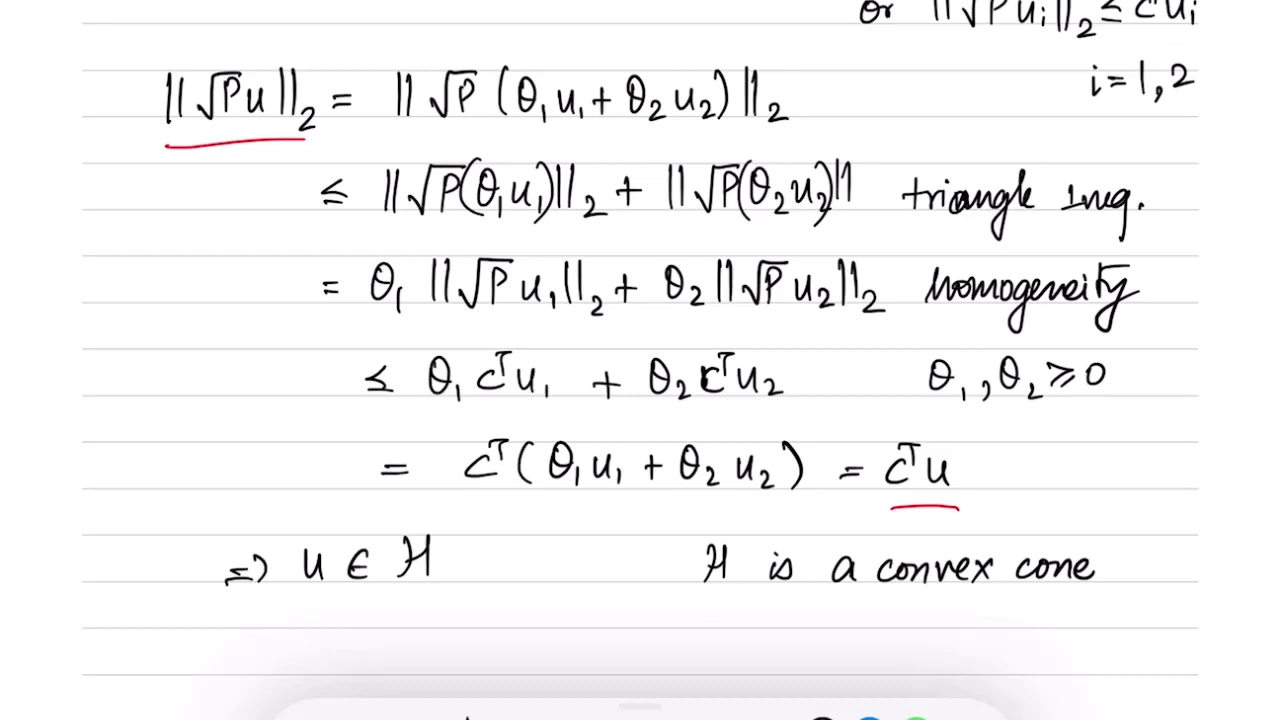 or ||√P uᵢ||₂ ≤ cᵀuᵢ
i=1,2
||√P u||₂ = ||√P (θ₁u₁ + θ₂u₂)||₂
≤ ||√P(θ₁u₁)||₂ + ||√P(θ₂u₂)|| triangle Ineq.
= θ₁ ||√P u₁||₂ + θ₂ ||√P u₂||₂ homogeneity
≤ θ₁ cᵀu₁ + θ₂ cᵀu₂ θ₁, θ₂ ≥ 0
= cᵀ(θ₁u₁ + θ₂u₂) = cᵀu
⇒ u ∈ ℋ ℋ is a convex cone